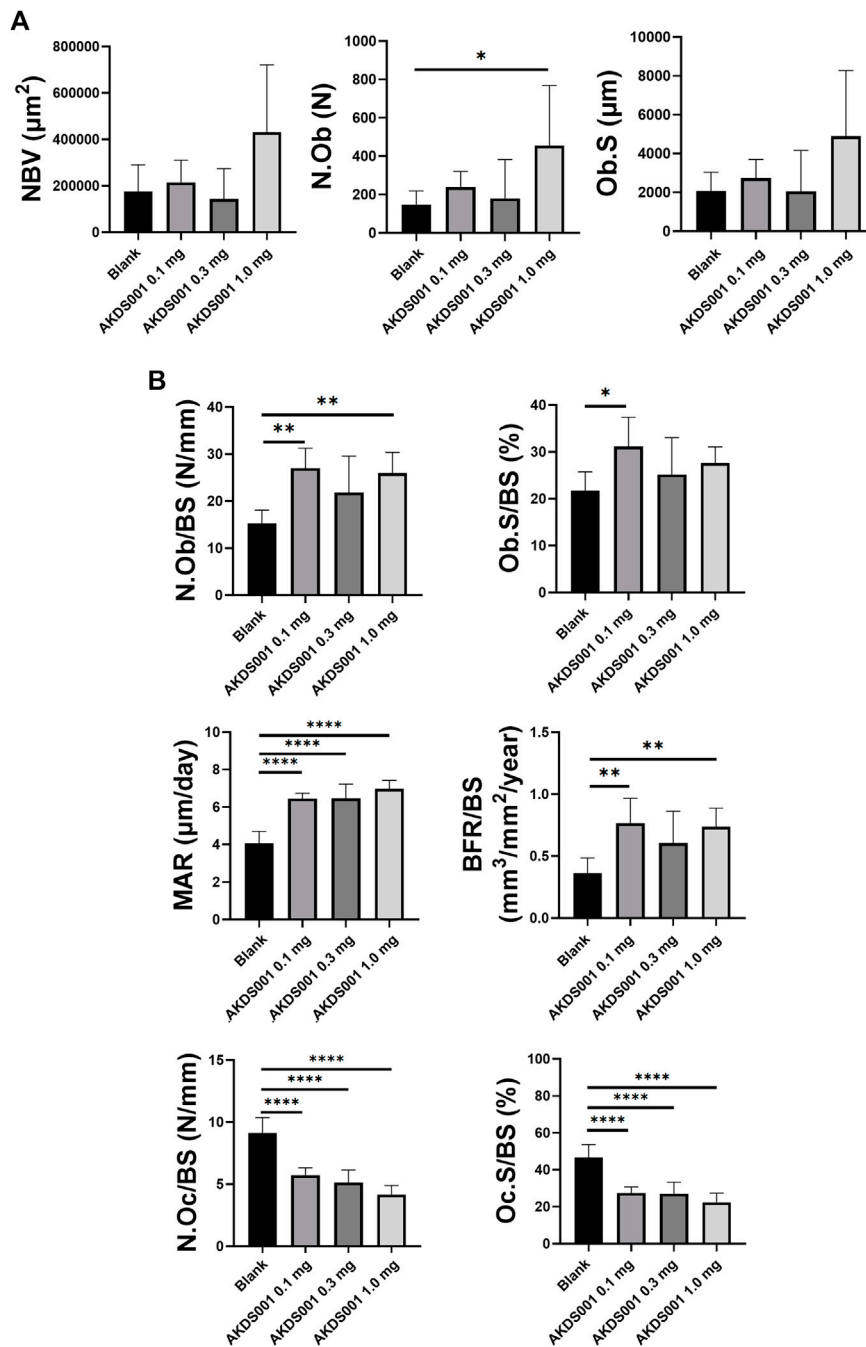 A
NBV (µm²)
800000
600000
400000
200000
0
Blank
AKDS001 0.1 mg
AKDS001 0.3 mg
AKDS001 1.0 mg
N.Ob (N)
1000
800
600
400
200
0
*
Blank
AKDS001 0.1 mg
AKDS001 0.3 mg
AKDS001 1.0 mg
Ob.S (µm)
10000
8000
6000
4000
2000
0
Blank
AKDS001 0.1 mg
AKDS001 0.3 mg
AKDS001 1.0 mg
B
N.Ob/BS (N/mm)
40
30
20
10
0
**
**
Blank
AKDS001 0.1 mg
AKDS001 0.3 mg
AKDS001 1.0 mg
Ob.S/BS (%)
40
30
20
10
0
*
Blank
AKDS001 0.1 mg
AKDS001 0.3 mg
AKDS001 1.0 mg
MAR (µm/day)
10
8
6
4
2
0
****
****
****
Blank
AKDS001 0.1 mg
AKDS001 0.3 mg
AKDS001 1.0 mg
BFR/BS
(mm³/mm²/year)
1.5
1.0
0.5
0.0
**
**
Blank
AKDS001 0.1 mg
AKDS001 0.3 mg
AKDS001 1.0 mg
N.Oc/BS (N/mm)
15
10
5
0
****
****
****
Blank
AKDS001 0.1 mg
AKDS001 0.3 mg
AKDS001 1.0 mg
Oc.S/BS (%)
100
80
60
40
20
0
****
****
****
Blank
AKDS001 0.1 mg
AKDS001 0.3 mg
AKDS001 1.0 mg